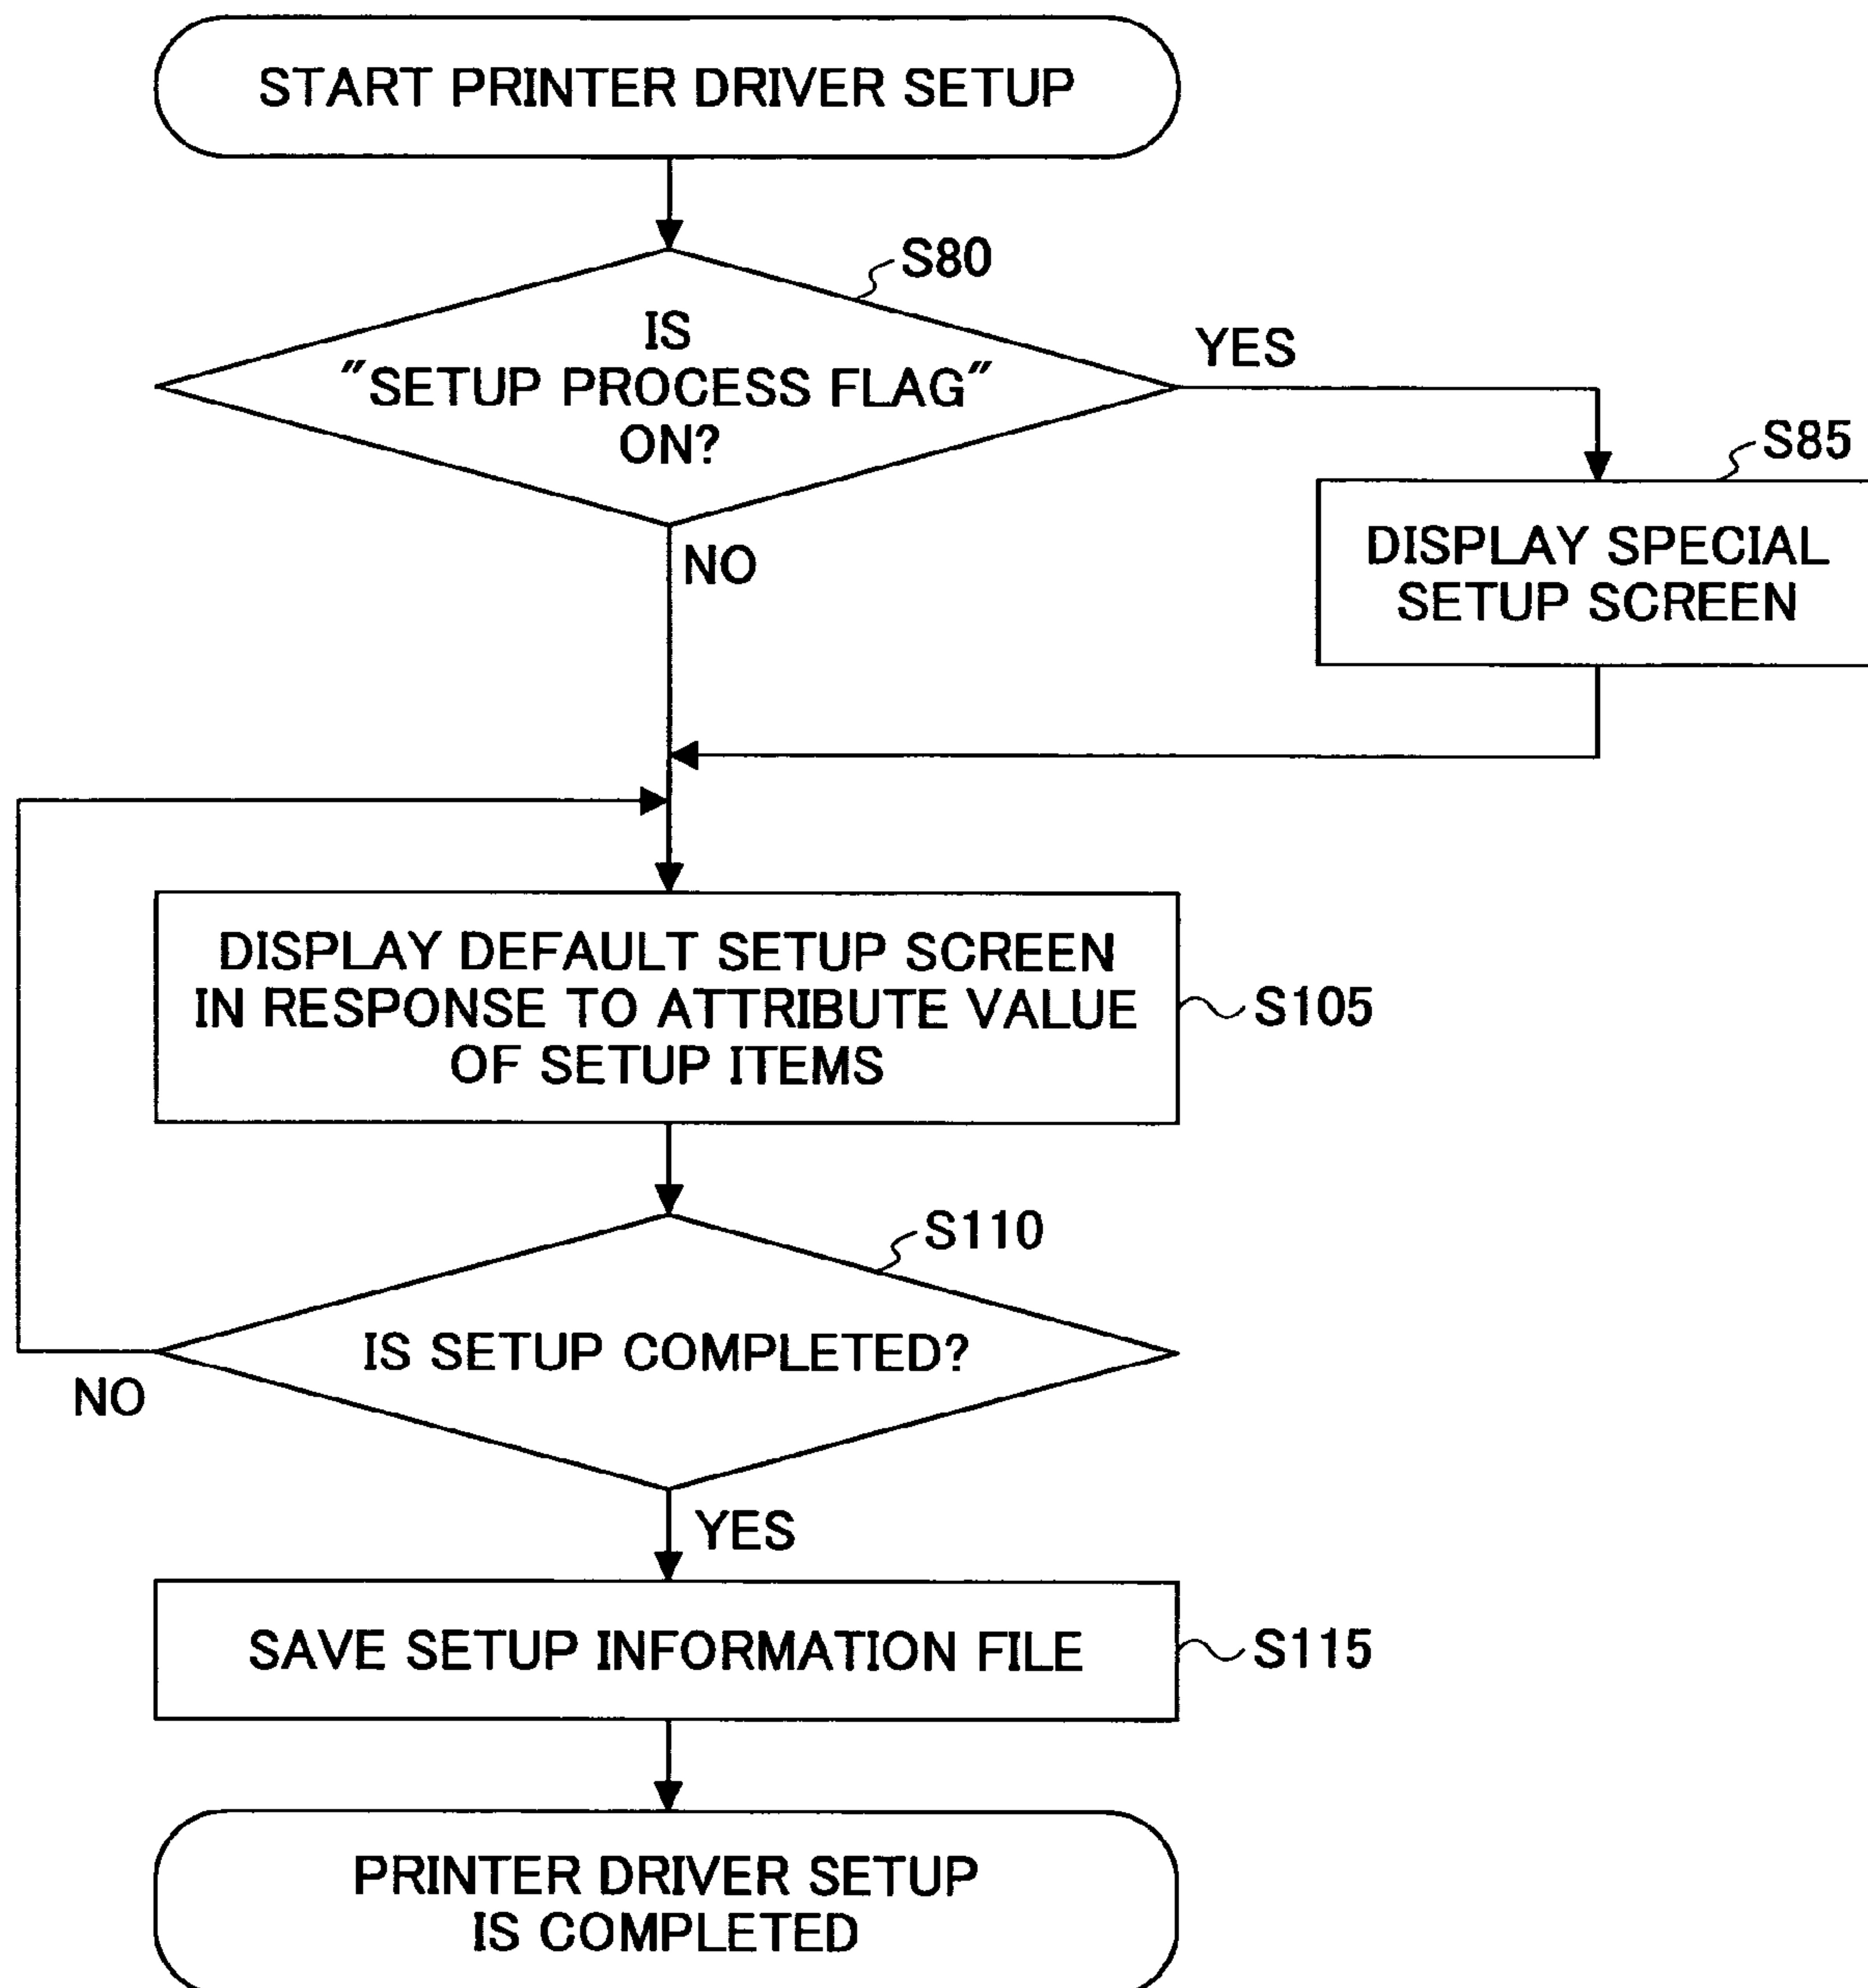 START PRINTER DRIVER SETUP
S80
IS
"SETUP PROCESS FLAG"
ON?
YES
S85
DISPLAY SPECIAL
SETUP SCREEN
NO
DISPLAY DEFAULT SETUP SCREEN
IN RESPONSE TO ATTRIBUTE VALUE
OF SETUP ITEMS
S105
S110
IS SETUP COMPLETED?
NO
YES
SAVE SETUP INFORMATION FILE
S115
PRINTER DRIVER SETUP
IS COMPLETED